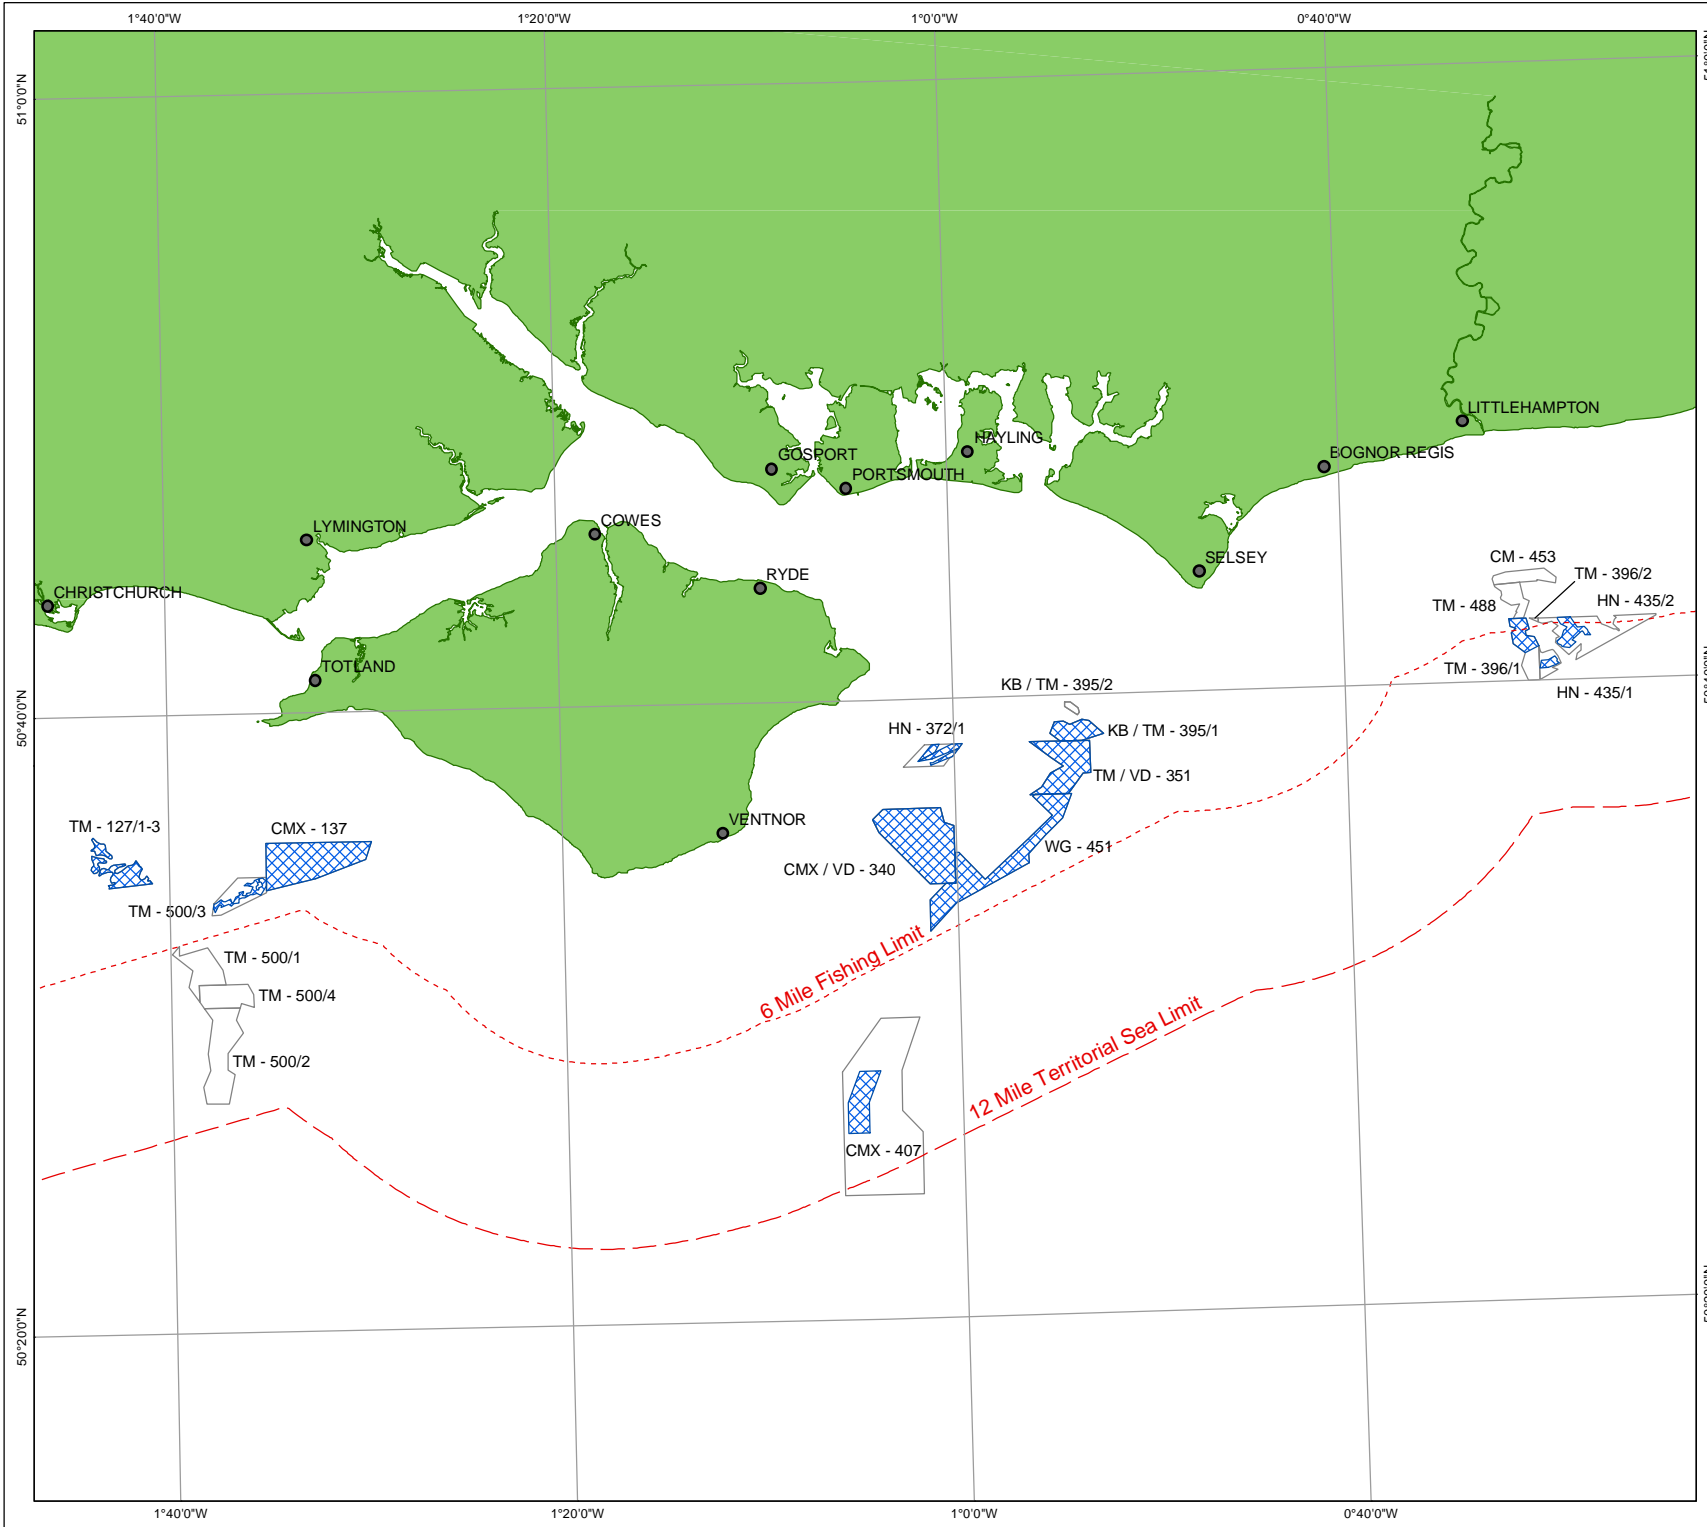 1°40'0"W
1°20'0"W
1°0'0"W
0°40'0"W
51°0'0"N
LITTLEHAMPTON
HAYLING
GOSPORT
BOGNOR REGIS
PORTSMOUTH
LYMINGTON
COWES
SELSEY
CM - 453
RYDE
TM - 396/2
CHRISTCHURCH
TM - 488
HN - 435/2
TOTLAND
TM - 396/1
KB / TM - 395/2
HN - 435/1
50°40'0"N
HN - 372/1
KB / TM - 395/1
TM / VD - 351
VENTNOR
TM - 127/1-3
CMX - 137
WG - 451
CMX / VD - 340
TM - 500/3
6 Mile Fishing Limit
TM - 500/1
TM - 500/4
12 Mile Territorial Sea Limit
TM - 500/2
CMX - 407
50°20'0"N
1°40'0"W
1°20'0"W
1°0'0"W
0°40'0"W